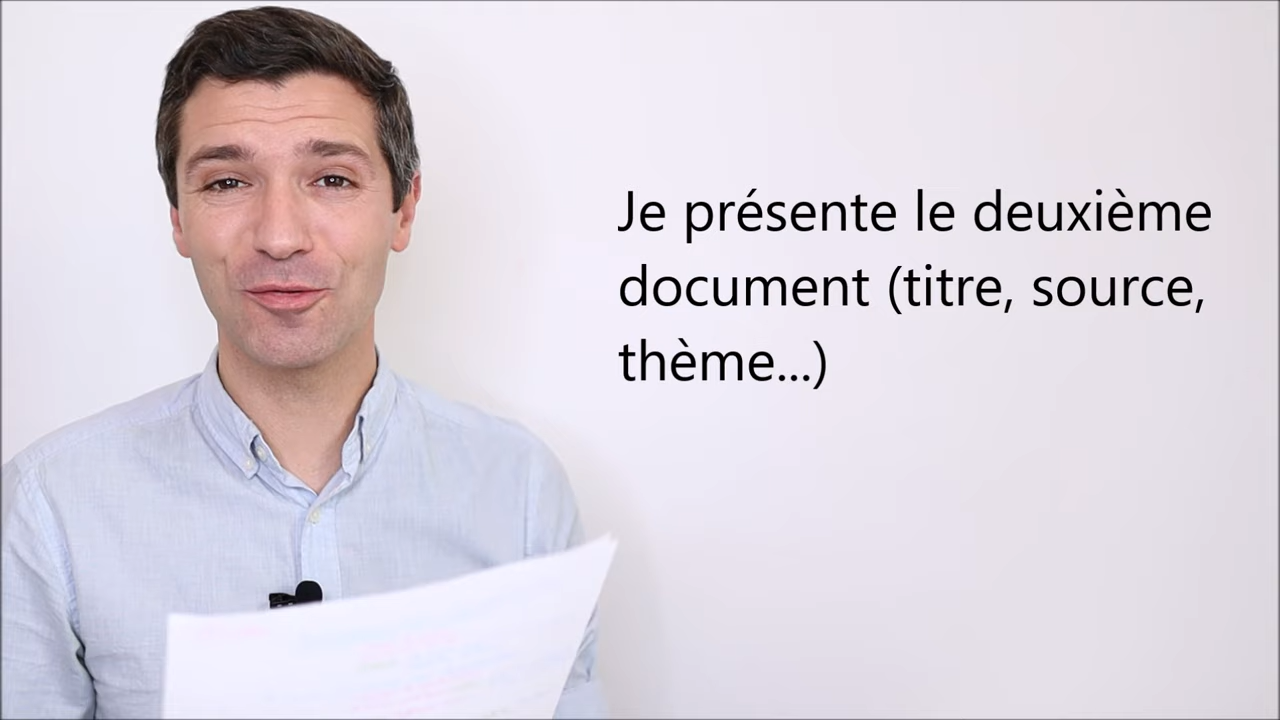 Je présente le deuxième
document (titre, source,
thème...)